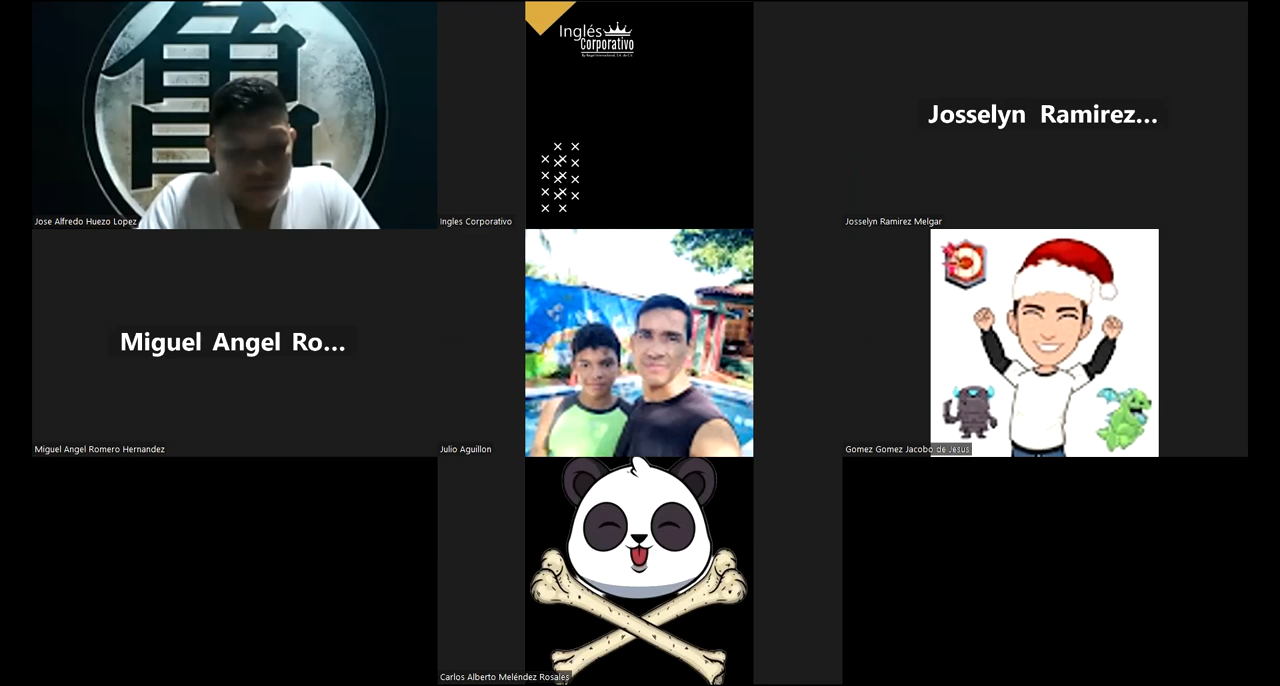 龜
Jose Alfredo Huezo Lopez
Inglés
Corporativo
Ingles Corporativo
Josselyn Ramirez...
Josselyn Ramirez Melgar
Miguel Angel Ro...
Miguel Angel Romero Hernandez
Julio Aguillon
Gomez Gomez Jacobo de Jesus
Carlos Alberto Meléndez Rosales